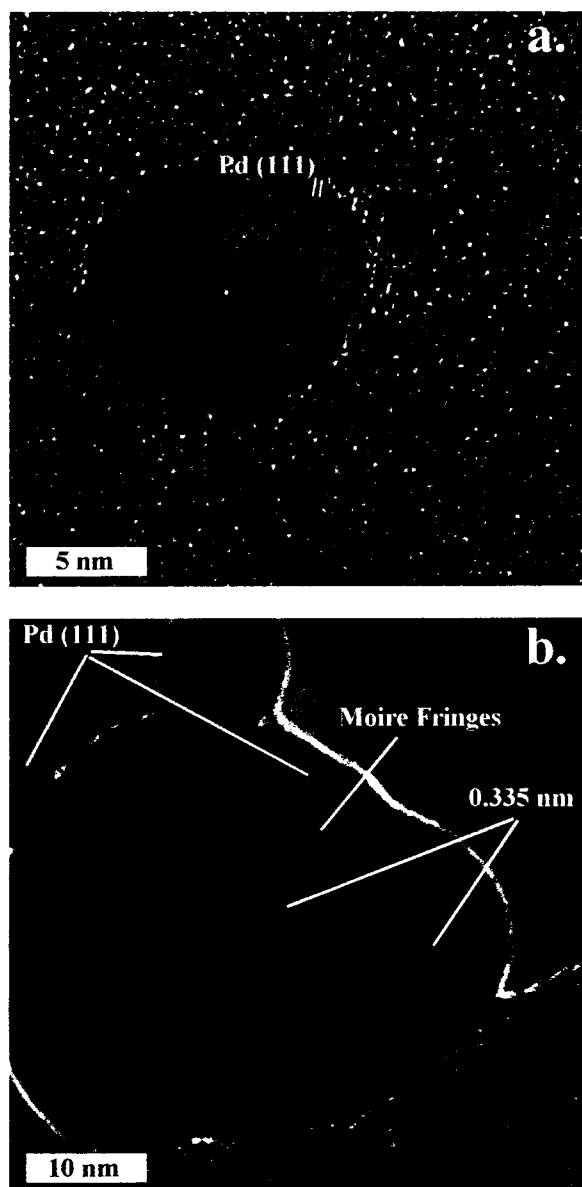 a.
Pd (111)
5 nm
Pd (111)
b.
Moire Fringes
0.335 nm
10 nm